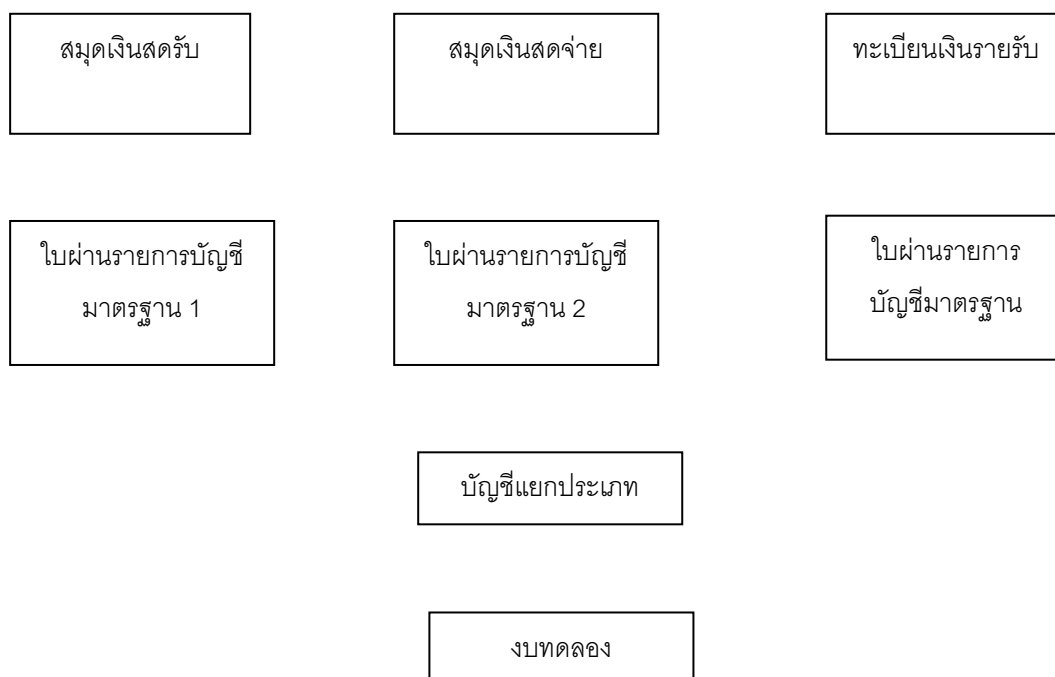 สมุดเงินสดรับ
สมุดเงินสดจ่าย
ทะเบียนเงินรายรับ
ใบผ่านรายการบัญชี
มาตรฐาน 1
ใบผ่านรายการบัญชี
มาตรฐาน 2
ใบผ่านรายการ
บัญชีมาตรฐาน
บัญชีแยกประเภท
งบทดลอง